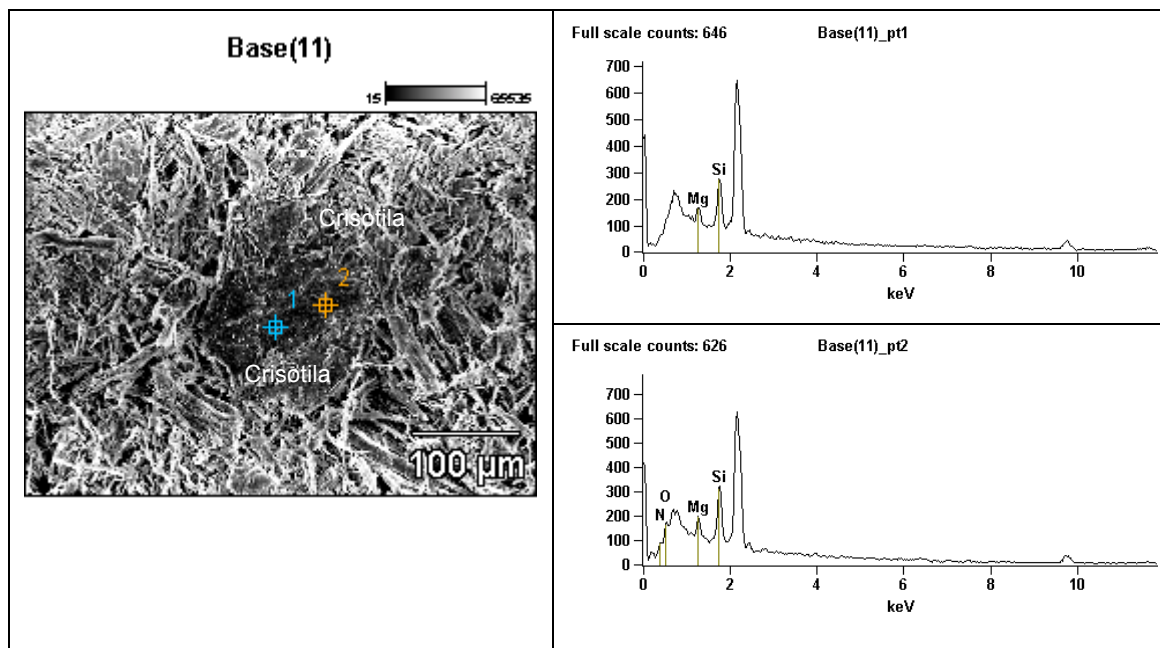 Base(11)
15 65535
Crisòtila
2
1
Crisòtila
100 µm
Full scale counts: 646 Base(11)_pt1
700
600
500
400
300
200
100
0
Mg
Si
0 2 4 6 8 10
keV
Full scale counts: 626 Base(11)_pt2
700
600
500
400
300
200
100
0
O
N
Mg
Si
0 2 4 6 8 10
keV